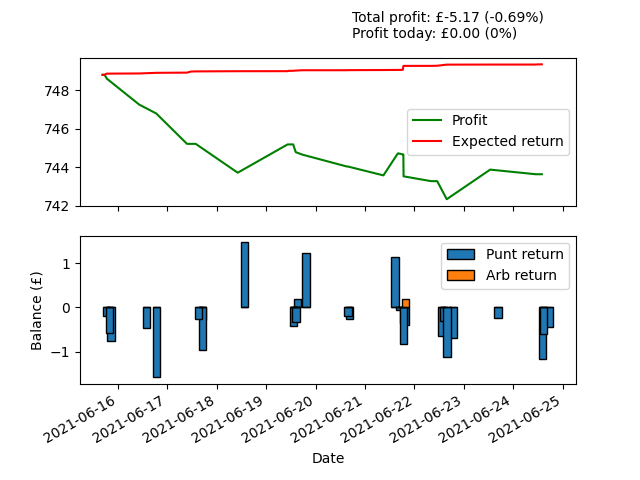 Total profit: £-5.17 (-0.69%)
Profit today: £0.00 (0%)
748
746
744
742
Profit
Expected return
Balance (£)
1
0
−1
Punt return
Arb return
2021-06-16
2021-06-17
2021-06-18
2021-06-19
2021-06-20
2021-06-21
2021-06-22
2021-06-23
2021-06-24
2021-06-25
Date